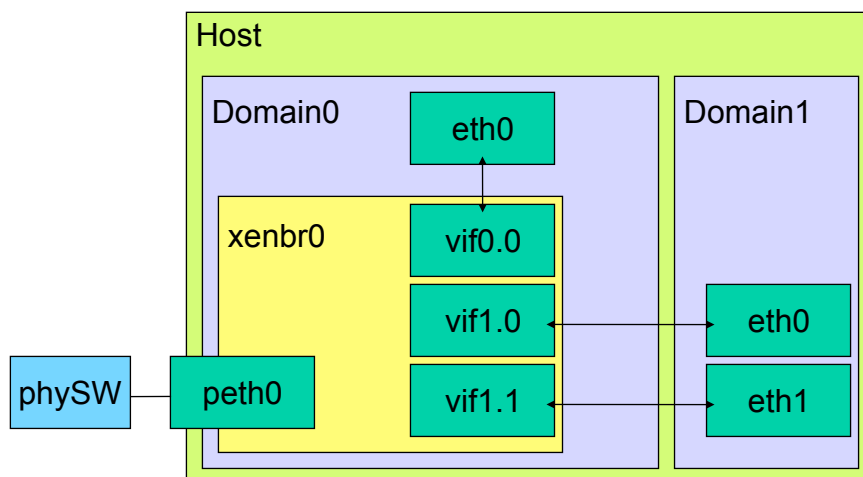 Host
Domain0
Domain1
eth0
xenbr0
vif0.0
vif1.0
eth0
phySW
peth0
vif1.1
eth1